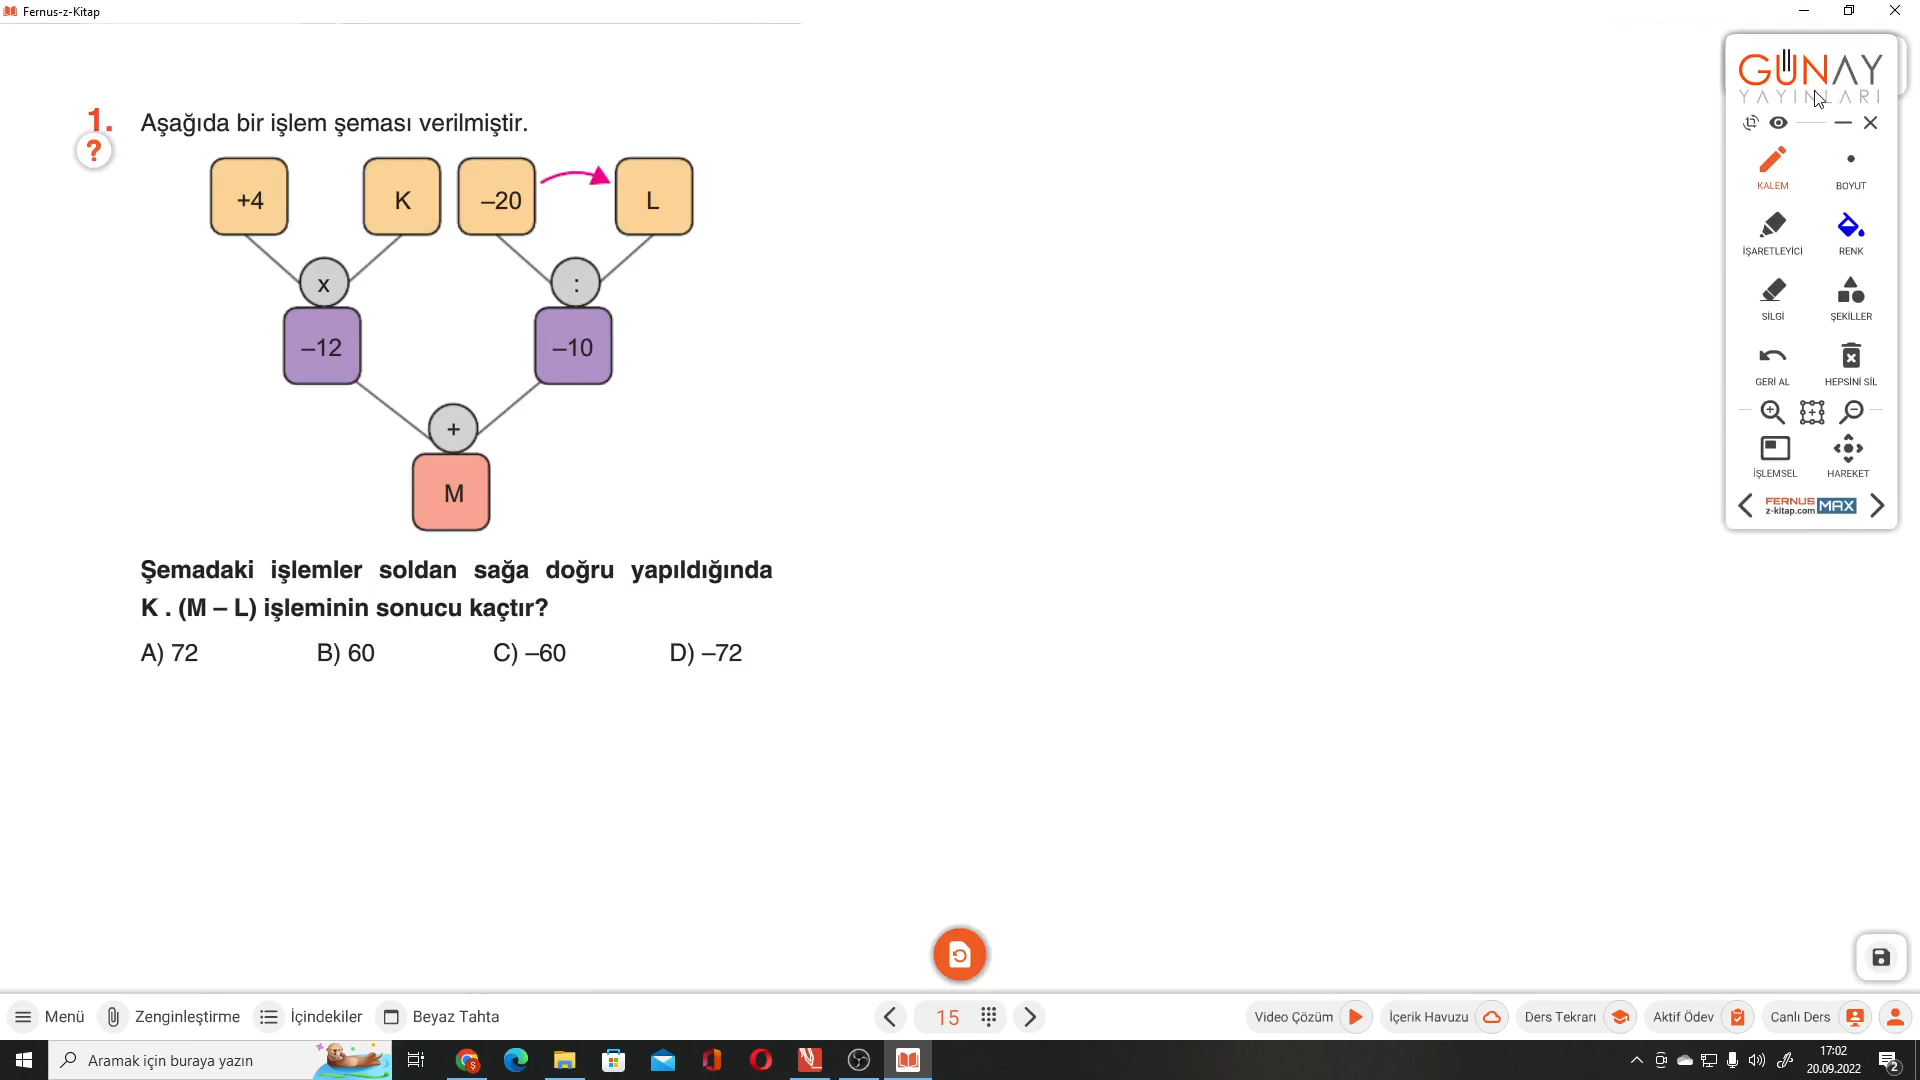 Fernus-z-Kitap
GÜNAY
YAYINLARI
1. Aşağıda bir işlem şeması verilmiştir.
?
+4 K –20 L
x :
–12 –10
+
M
Şemadaki işlemler soldan sağa doğru yapıldığında
K . (M – L) işleminin sonucu kaçtır?
A) 72 B) 60 C) –60 D) –72
KALEM BOYUT
İŞARETLEYİCİ RENK
SİLGİ ŞEKİLLER
GERİ AL HEPSİNİ SİL
İŞLEMSEL HAREKET
FERNUS
z-kitap.com MAX
Menü Zenginleştirme İçindekiler Beyaz Tahta 15 Video Çözüm İçerik Havuzu Ders Tekrarı Aktif Ödev Canlı Ders
Aramak için buraya yazın
17:02
20.09.2022
2